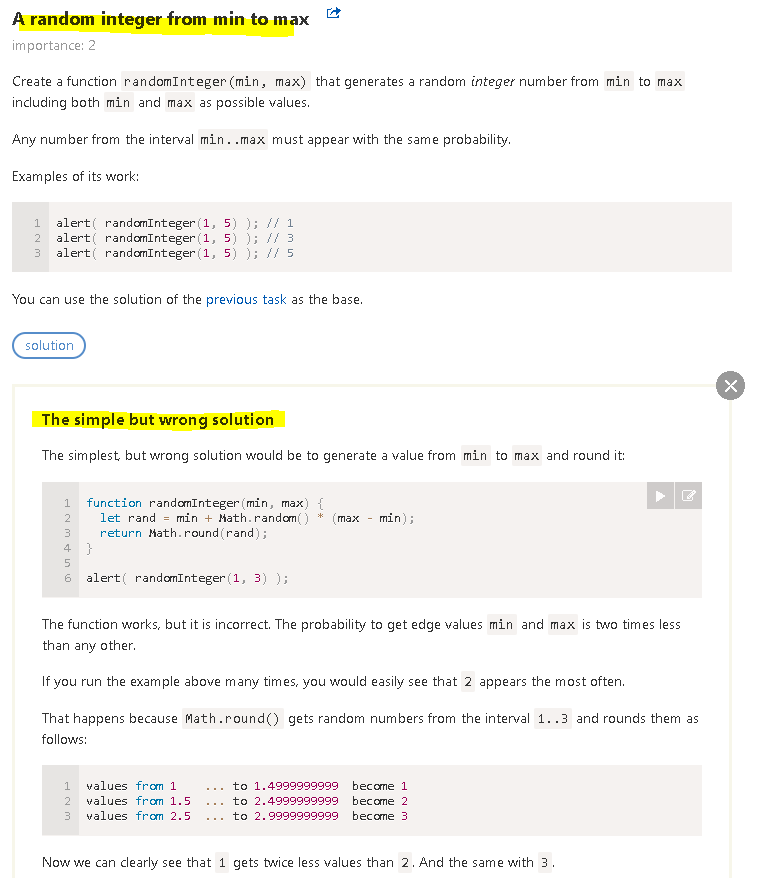 A random integer from min to max
importance: 2
Create a function randomInteger(min, max) that generates a random integer number from min to max
including both min and max as possible values.
Any number from the interval min..max must appear with the same probability.
Examples of its work:
1 alert( randomInteger(1, 5) ); // 1
2 alert( randomInteger(1, 5) ); // 3
3 alert( randomInteger(1, 5) ); // 5
You can use the solution of the previous task as the base.
solution
The simple but wrong solution
The simplest, but wrong solution would be to generate a value from min to max and round it:
1 function randomInteger(min, max) {
2 let rand = min + Math.random() * (max - min);
3 return Math.round(rand);
4 }
5
6 alert( randomInteger(1, 3) );
The function works, but it is incorrect. The probability to get edge values min and max is two times less
than any other.
If you run the example above many times, you would easily see that 2 appears the most often.
That happens because Math.round() gets random numbers from the interval 1..3 and rounds them as
follows:
1 values from 1 ... to 1.4999999999 become 1
2 values from 1.5 ... to 2.4999999999 become 2
3 values from 2.5 ... to 2.9999999999 become 3
Now we can clearly see that 1 gets twice less values than 2. And the same with 3.